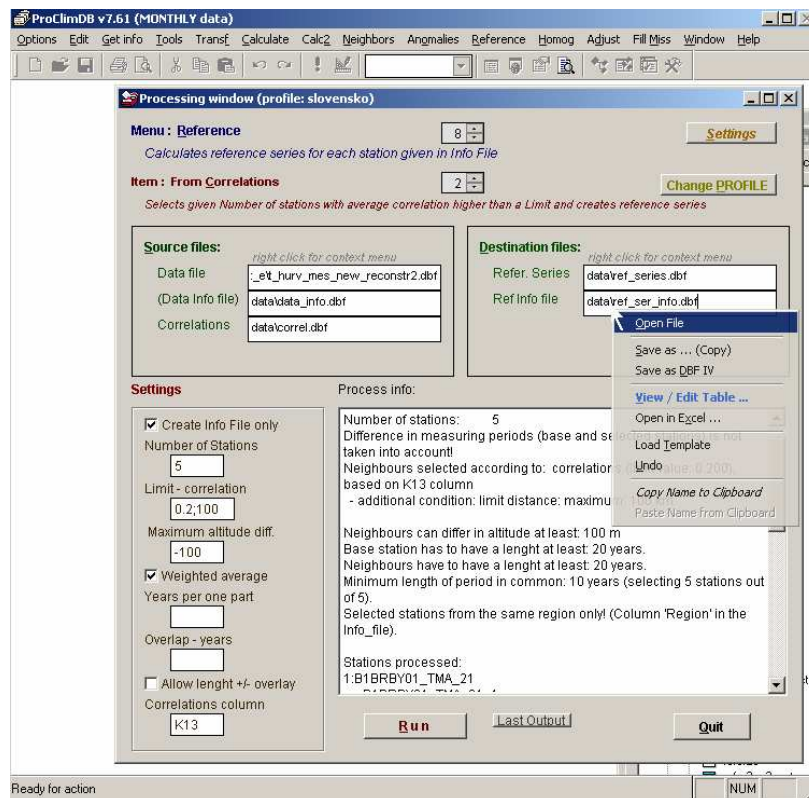 ProClimDB v7.61 (MONTHLY data)
Options Edit Get info Tools Transf Calculate Calc2 Neighbors Anomalies Reference Homog Adjust Fill Miss Window Help
Processing window (profile: slovensko)
Menu : Reference
8
Settings
Calculates reference series for each station given in Info File
Item : From Correlations
2
Change PROFILE
Selects given Number of stations with average correlation higher than a Limit and creates reference series
Source files:
right click for context menu
Data file
:_e\t_hurv_mes_new_reconstr2.dbf
(Data Info file)
data\data_info.dbf
Correlations
data\correl.dbf
Destination files:
right click for context menu
Refer. Series
data\ref_series.dbf
Ref Info file
data\ref_ser_info.dbf
Open File
Save as ... (Copy)
Save as DBF IV
View / Edit Table ...
Open in Excel ...
Load Template
Undo
Copy Name to Clipboard
Paste Name from Clipboard
Settings
Create Info File only
Number of Stations
5
Limit - correlation
0.2;100
Maximum altitude diff.
-100
Weighted average
Years per one part
Overlap - years
Allow lenght +/- overlay
Correlations column
K13
Process info:
Number of stations: 5
Difference in measuring periods (base and is not
taken into account!
Neighbours selected according to: correlations 0.200),
based on K13 column
- additional condition: limit distance: maximum
Neighbours can differ in altitude at least: 100 m
Base station has to have a lenght at least: 20 years.
Neighbours have to have a lenght at least: 20 years.
Minimum length of period in common: 10 years (selecting 5 stations out
of 5).
Selected stations from the same region only! (Column 'Region' in the
Info_file).
Stations processed:
1:B1BRBY01_TMA_21
Run
Last Output
Quit
Ready for action
NUM